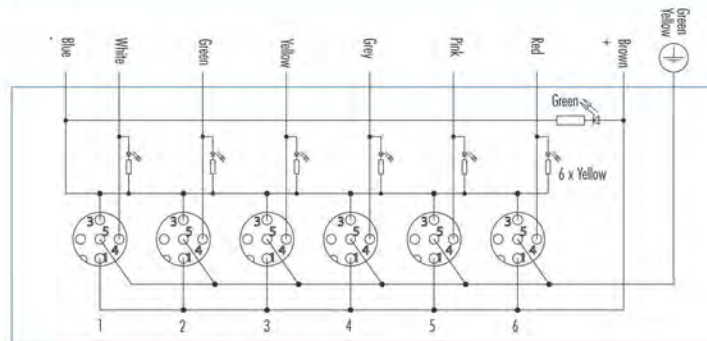 - Blue
White
Green
Yellow
Grey
Pink
Red
+ Brown
Green
Yellow
Green
6 x Yellow
3 5 4 1
3 5 4 1
3 5 4 1
3 5 4 1
3 5 4 1
3 5 4 1
1 2 3 4 5 6